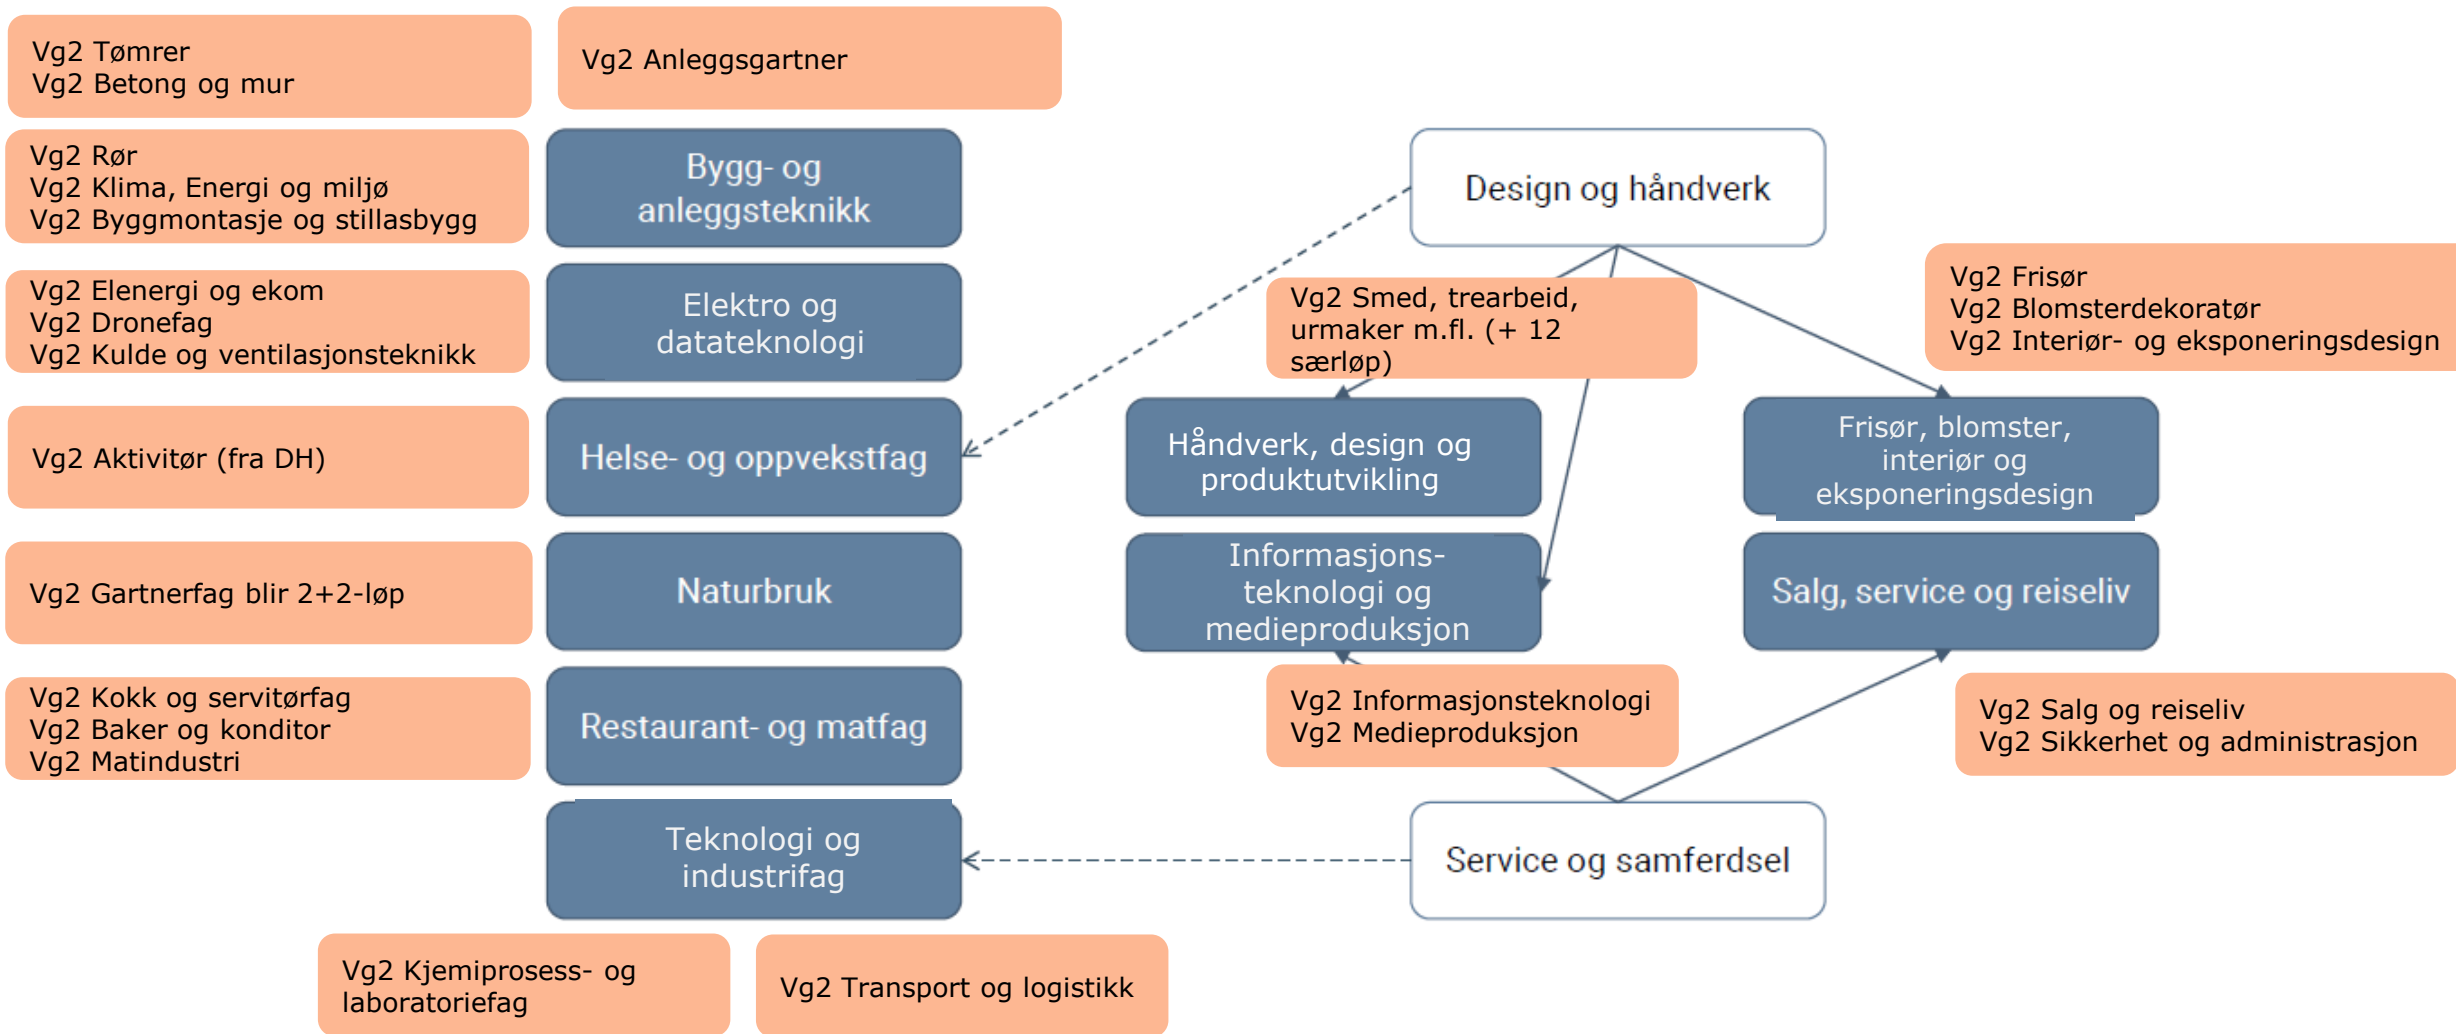 Vg2 Tømrer
Vg2 Betong og mur
Vg2 Anleggsgartner
Vg2 Rør
Vg2 Klima, Energi og miljø
Vg2 Byggmontasje og stillasbygg
Bygg- og
anleggsteknikk
Design og håndverk
Vg2 Elenergi og ekom
Vg2 Dronefag
Vg2 Kulde og ventilasjonsteknikk
Elektro og
datateknologi
Vg2 Smed, trearbeid,
urmaker m.fl. (+ 12
særløp)
Vg2 Frisør
Vg2 Blomsterdekoratør
Vg2 Interiør- og eksponeringsdesign
Vg2 Aktivitør (fra DH)
Helse- og oppvekstfag
Håndverk, design og
produktutvikling
Frisør, blomster,
interiør og
eksponeringsdesign
Vg2 Gartnerfag blir 2+2-løp
Naturbruk
Informasjons-
teknologi og
medieproduksjon
Salg, service og reiseliv
Vg2 Kokk og servitørfag
Vg2 Baker og konditor
Vg2 Matindustri
Restaurant- og matfag
Vg2 Informasjonsteknologi
Vg2 Medieproduksjon
Vg2 Salg og reiseliv
Vg2 Sikkerhet og administrasjon
Teknologi og
industrifag
Service og samferdsel
Vg2 Kjemiprosess- og
laboratoriefag
Vg2 Transport og logistikk